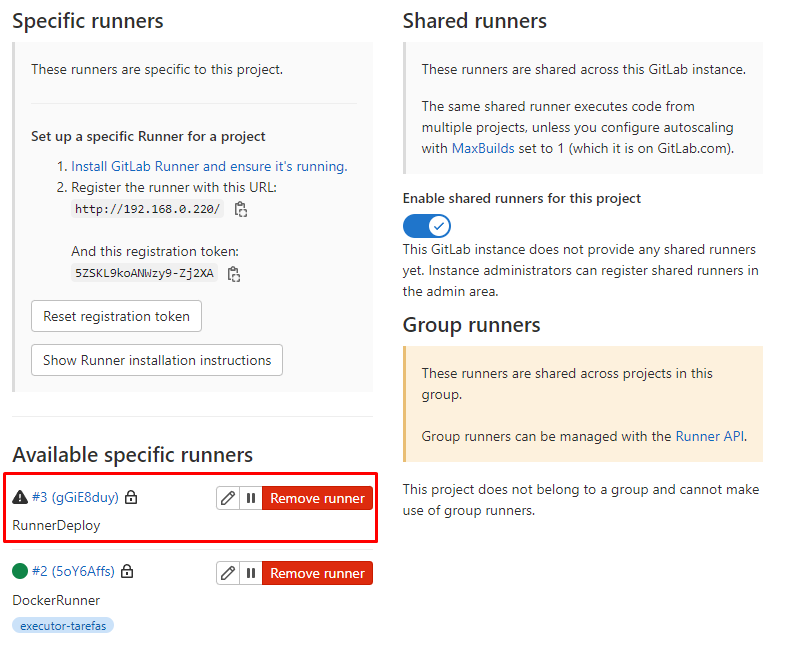 Specific runners
These runners are specific to this project.
Set up a specific Runner for a project
1. Install GitLab Runner and ensure it's running.
2. Register the runner with this URL:
http://192.168.0.220/
And this registration token:
5ZSKL9koANWzy9-Zj2XA
Reset registration token
Show Runner installation instructions
Available specific runners
#3 (gGiE8duy)
Remove runner
RunnerDeploy
#2 (5oY6Affs)
Remove runner
DockerRunner
executor-tarefas
Shared runners
These runners are shared across this GitLab instance.
The same shared runner executes code from
multiple projects, unless you configure autoscaling
with MaxBuilds set to 1 (which it is on GitLab.com).
Enable shared runners for this project
This GitLab instance does not provide any shared runners
yet. Instance administrators can register shared runners in
the admin area.
Group runners
These runners are shared across projects in this
group.
Group runners can be managed with the Runner API.
This project does not belong to a group and cannot make
use of group runners.